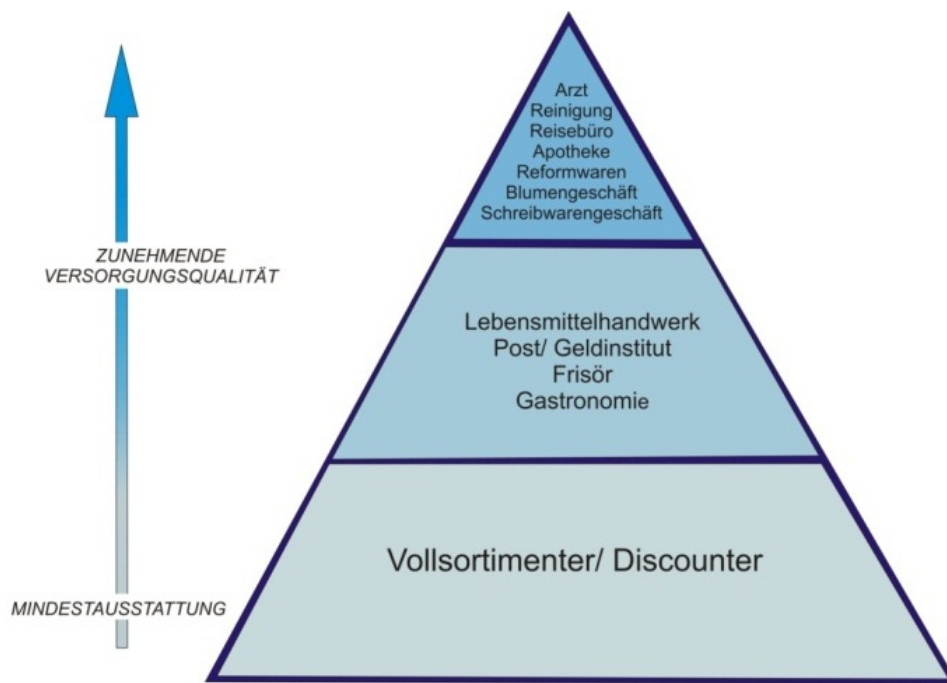 Arzt
Reinigung
Reisebüro
Apotheke
Reformwaren
Blumengeschäft
Schreibwarengeschäft
ZUNEHMENDE
VERSORGUNGSQUALITÄT
Lebensmittelhandwerk
Post/ Geldinstitut
Frisör
Gastronomie
Vollsortimenter/ Discounter
MINDESTAUSSTATTUNG